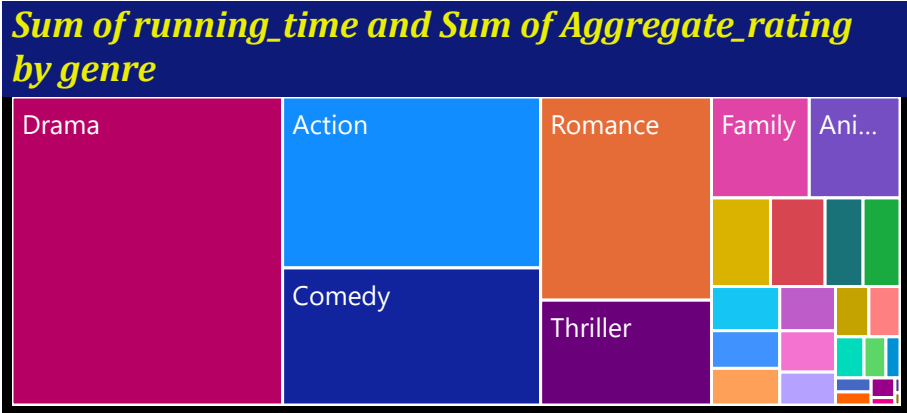 Sum of running_time and Sum of Aggregate_rating
by genre
Drama
Action
Romance
Family
Ani...
Comedy
Thriller